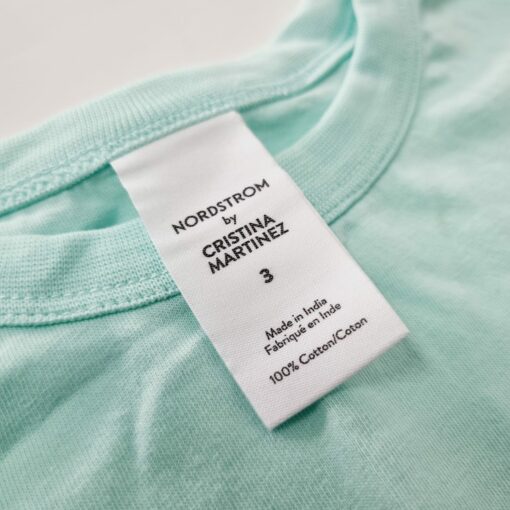 NORDSTROM
by
CRISTINA
MARTINEZ
3
Made in India
Fabriqué en Inde
100% Cotton/Coton